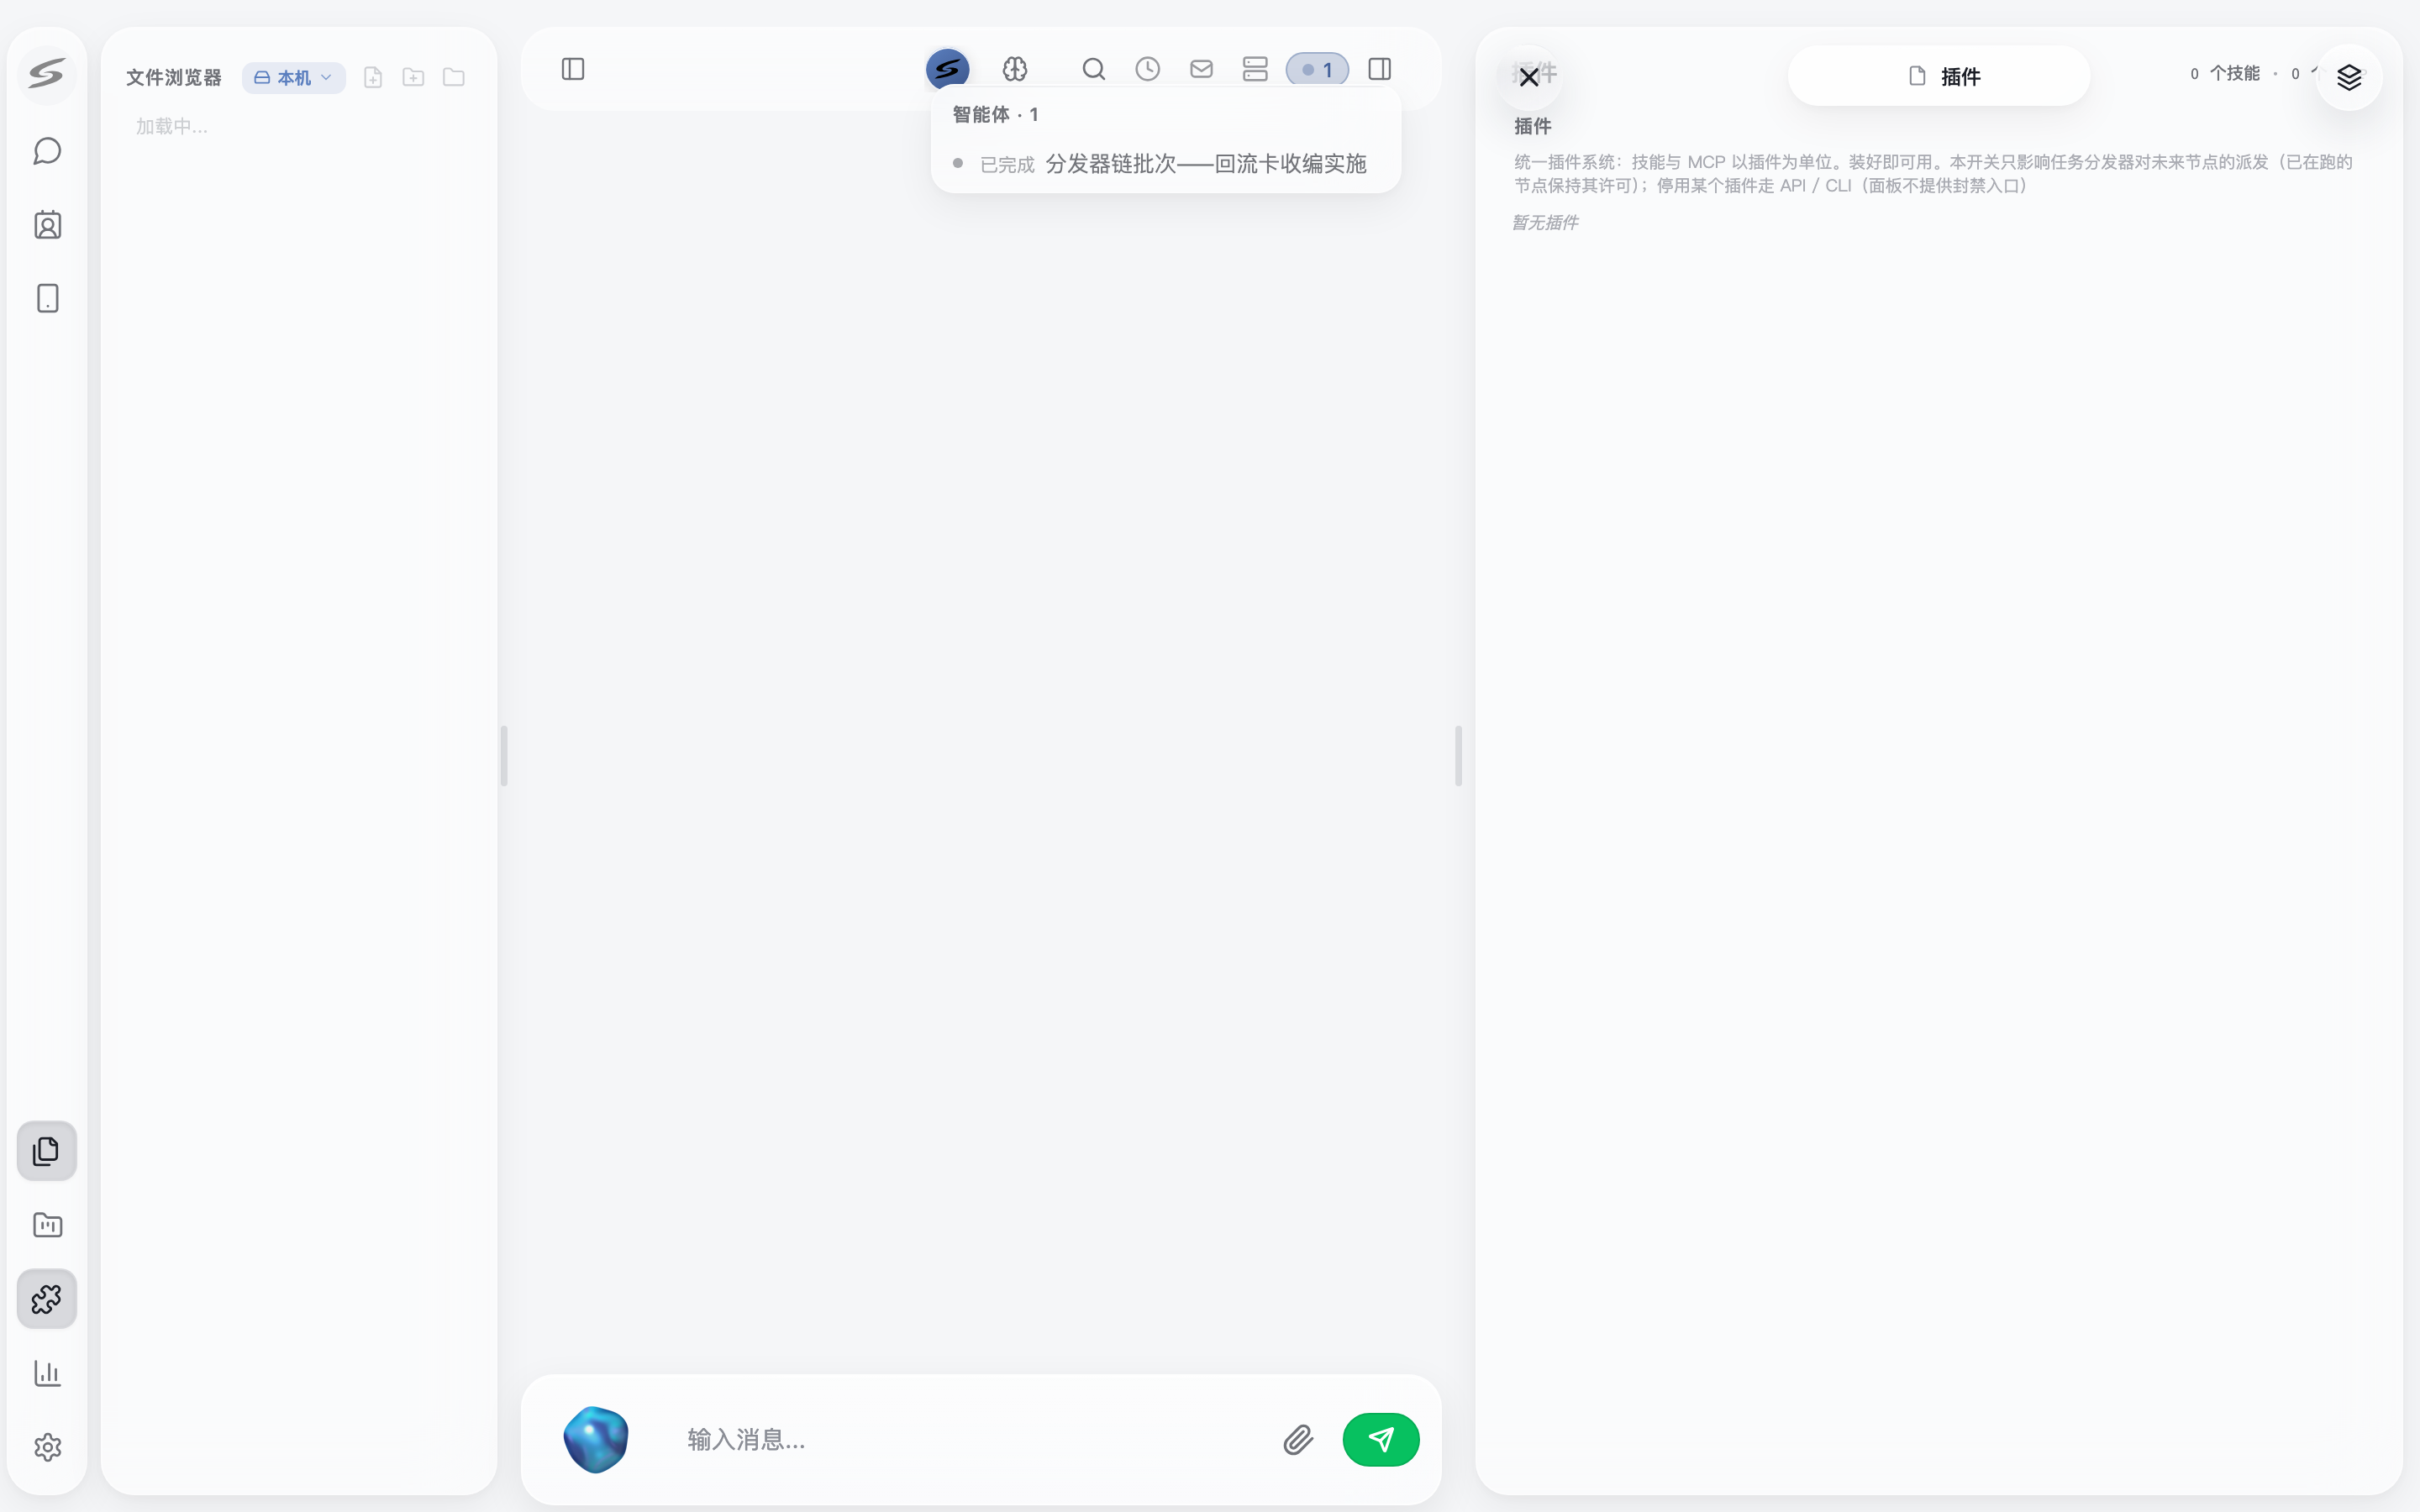 文件浏览器
本机
加载中...
1
智能体 · 1
已完成 分发器链批次——回流卡收编实施
输入消息...
插件
插件
0 个技能 · 0
插件
统一插件系统：技能与 MCP 以插件为单位。装好即可用。本开关只影响任务分发器对未来节点的派发（已在跑的
节点保持其许可）；停用某个插件走 API / CLI（面板不提供封禁入口）
暂无插件